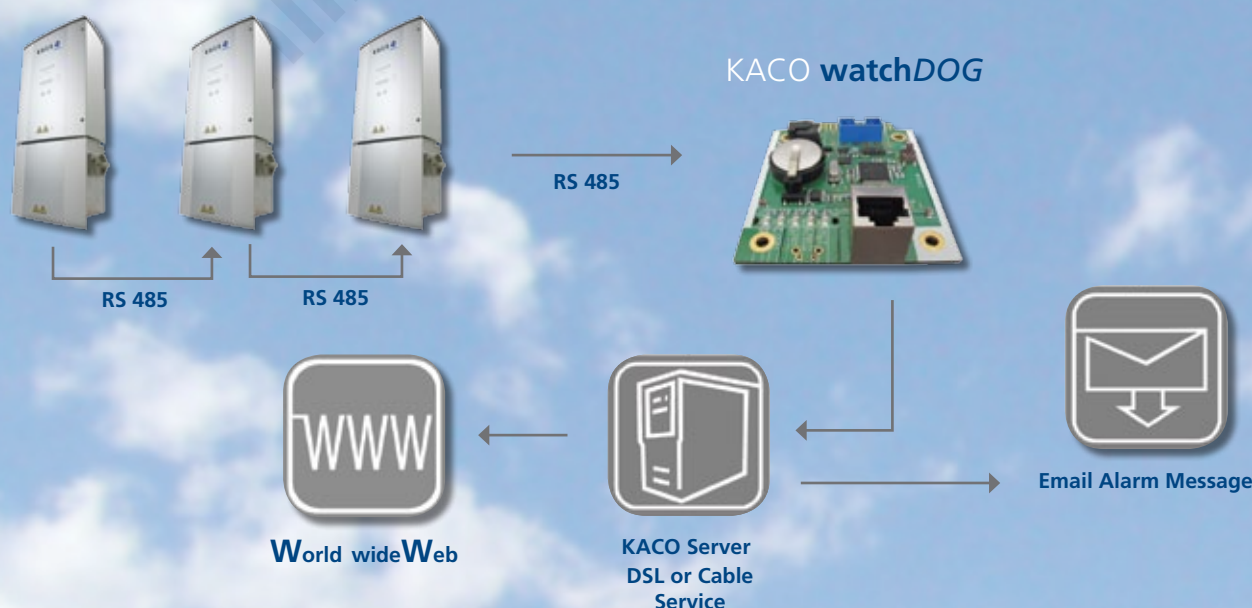 KACO watchDOG
RS 485
RS 485
RS 485
WWW
Email Alarm Message
World wideWeb
KACO Server
DSL or Cable
Service